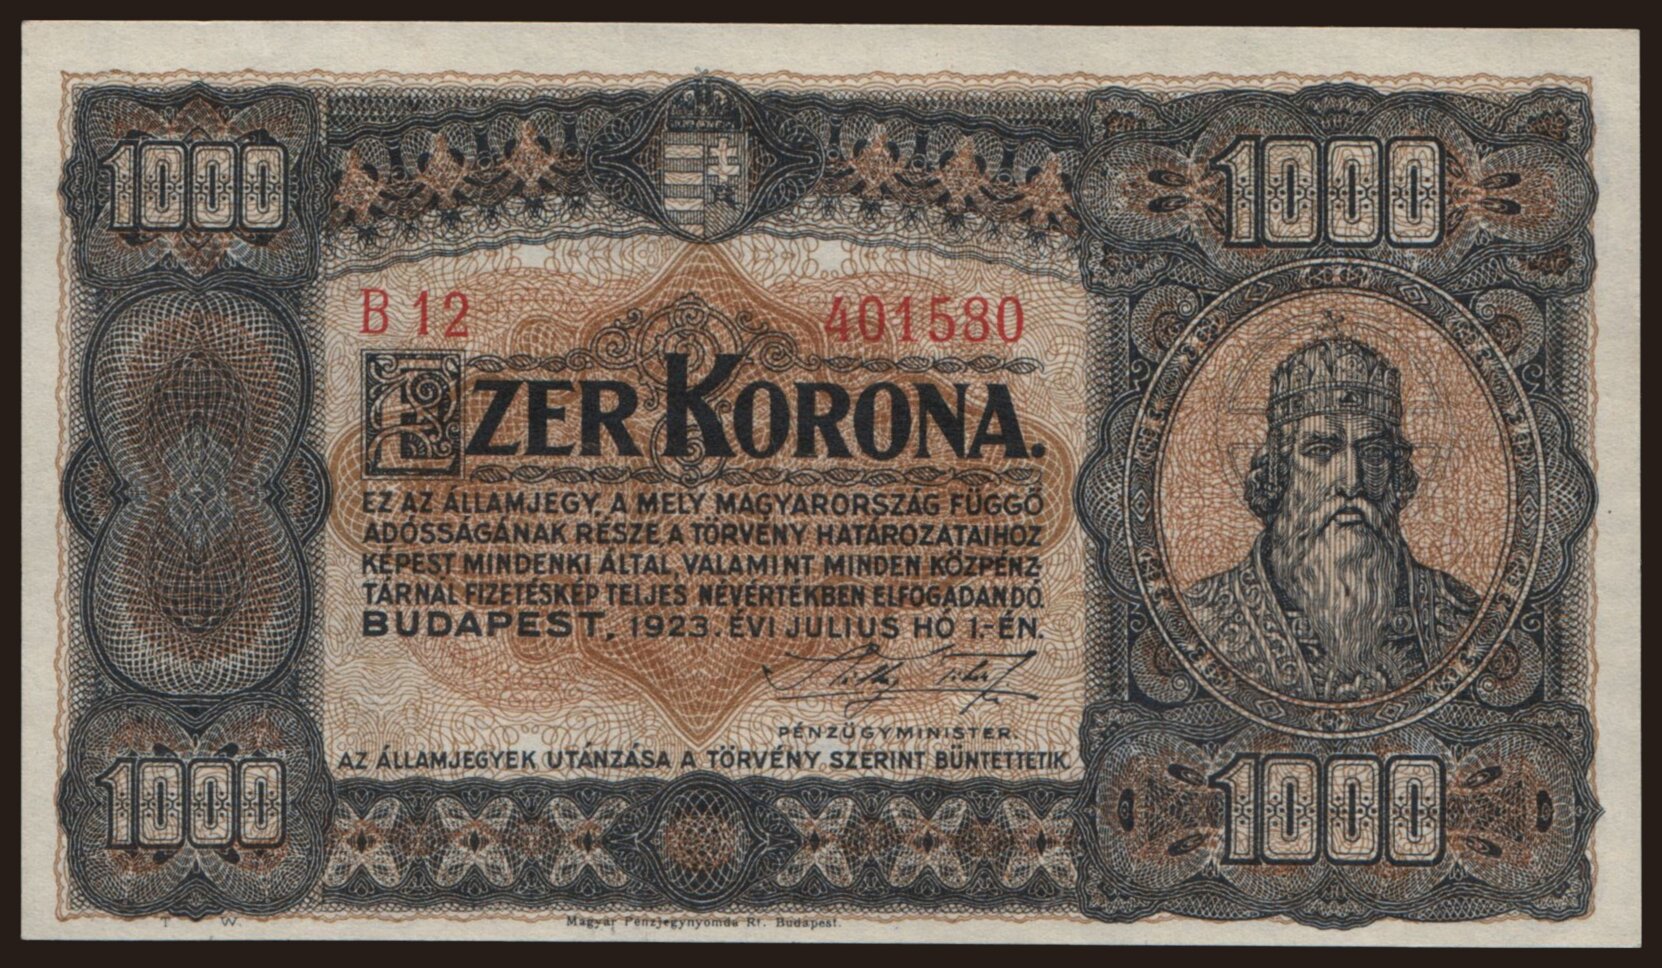 1000
1000
B 12 401580
EZER KORONA.
EZ AZ ÁLLAMJEGY, A MELY MAGYARORSZÁG FÜGGŐ
ADÓSSÁGÁNAK RÉSZE, A TÖRVÉNY HATÁROZATAIHOZ
KÉPEST MINDENKI ÁLTAL, VALAMINT MINDEN KÖZPÉNZ-
TÁRNÁL FIZETÉSKÉP TELJES NÉVÉRTÉKBEN ELFOGADANDÓ.
BUDAPEST, 1923. ÉVI JULIUS HÓ 1.-ÉN.
PÉNZÜGYMINISTER.
AZ ÁLLAMJEGYEK UTÁNZÁSA A TÖRVÉNY SZERINT BÜNTETTETIK.
1000
1000
T W.
Magyar Pénzjegynyomda Rt. Budapest.